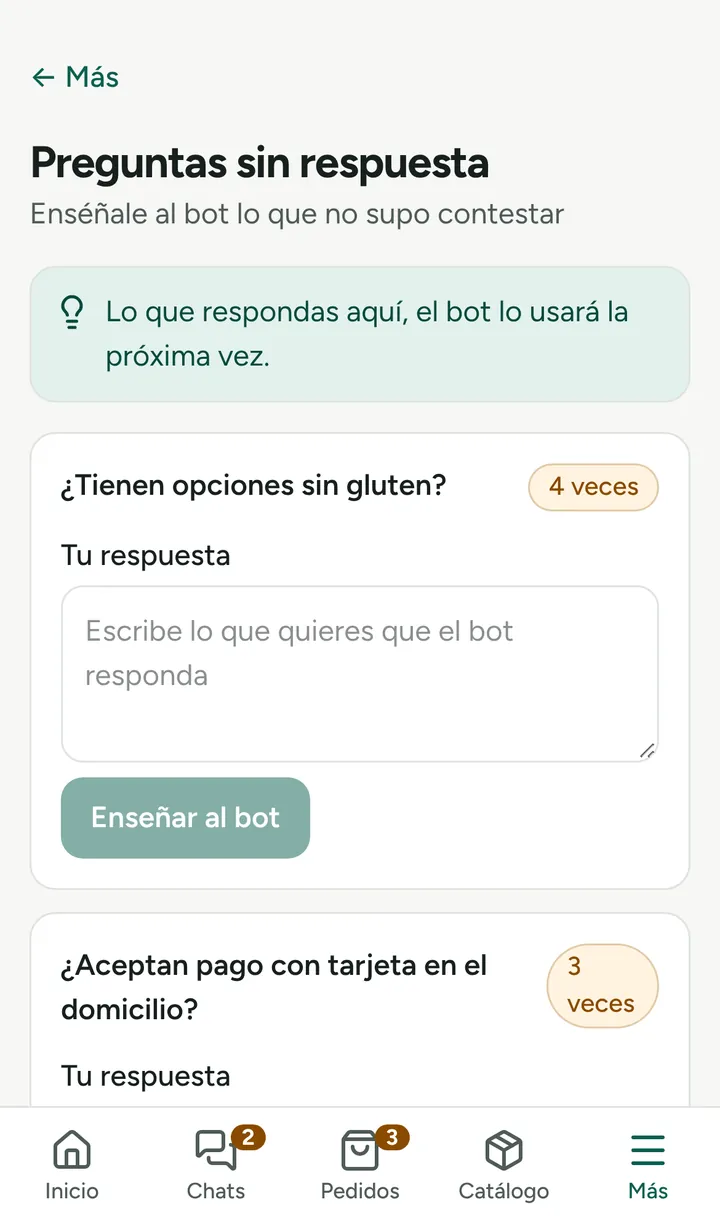 ← Más
Preguntas sin respuesta
Enséñale al bot lo que no supo contestar
Lo que respondas aquí, el bot lo usará la
próxima vez.
¿Tienen opciones sin gluten?
4 veces
Tu respuesta
Escribe lo que quieres que el bot
responda
Enseñar al bot
¿Aceptan pago con tarjeta en el
domicilio?
3
veces
Tu respuesta
2
3
Inicio
Chats
Pedidos
Catálogo
Más